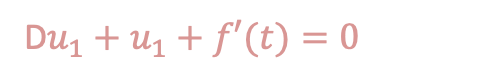 Du₁ + u₁ + f′(t) = 0